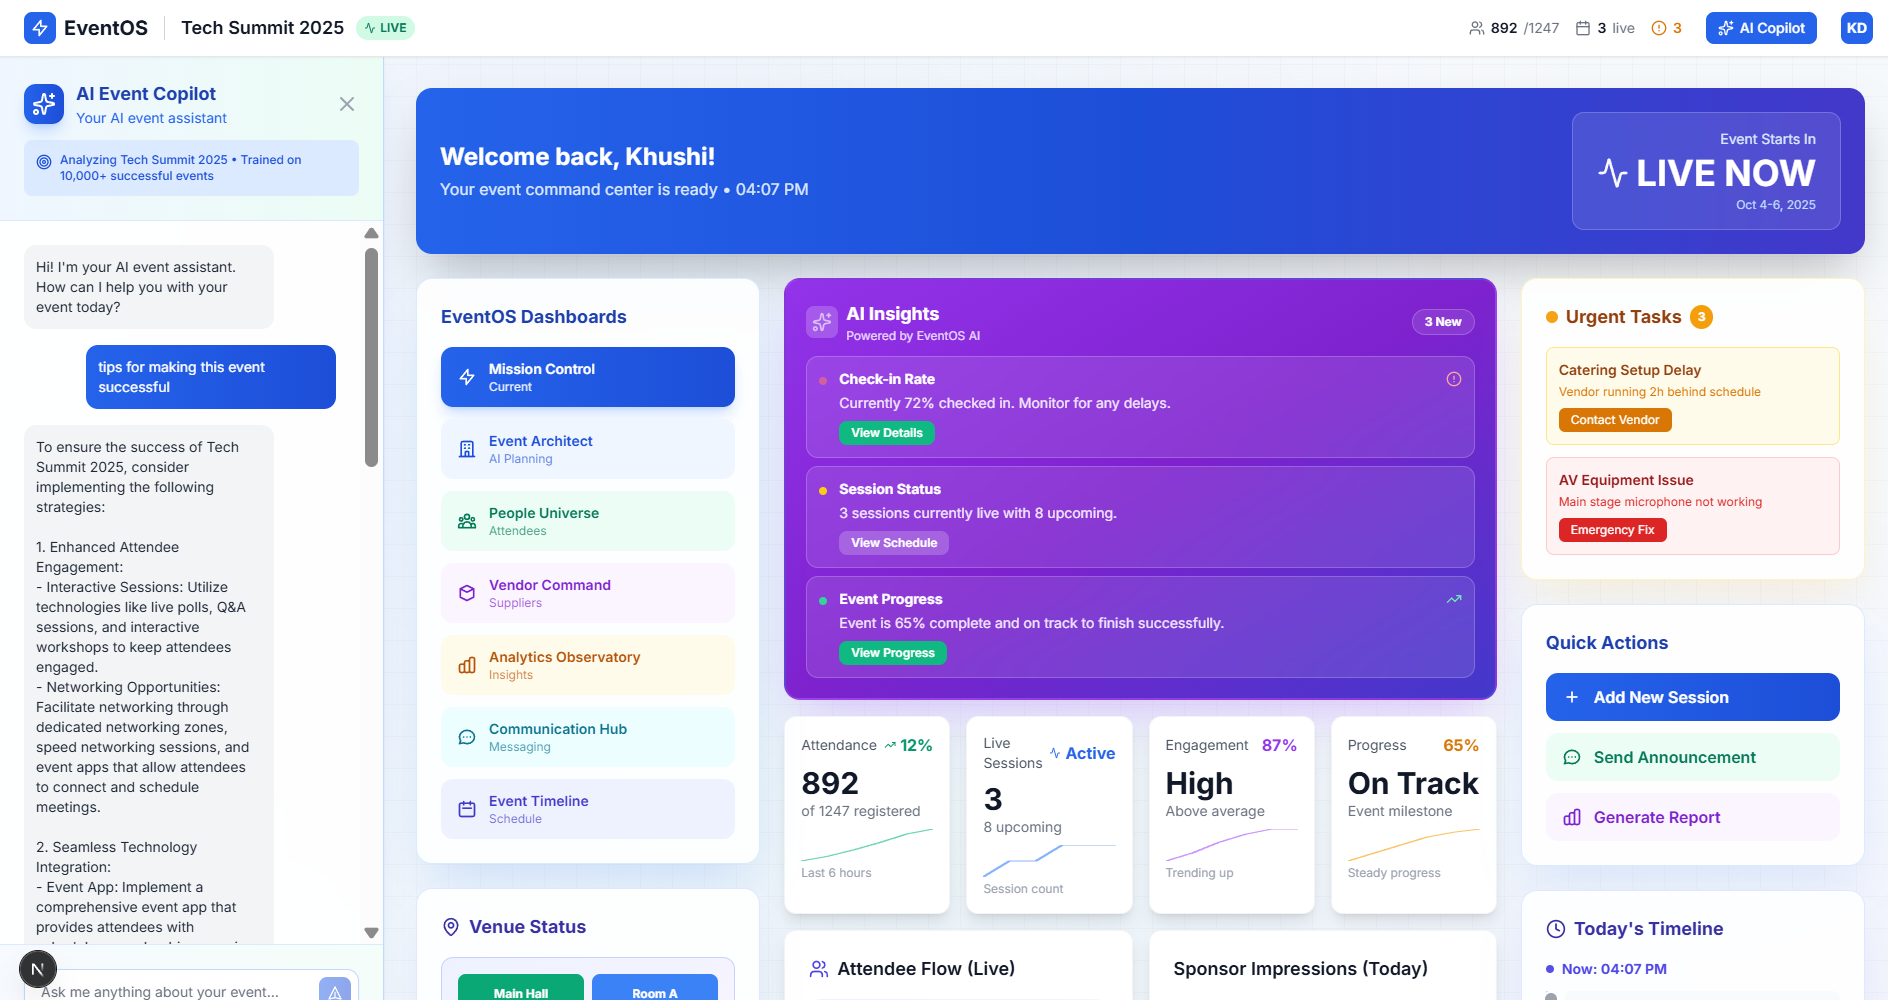 EventOS
Tech Summit 2025
LIVE
892 /1247
3 live
3
AI Copilot
KD
AI Event Copilot
Your AI event assistant
Analyzing Tech Summit 2025 • Trained on
10,000+ successful events
Hi! I'm your AI event assistant.
How can I help you with your
event today?
tips for making this event
successful
To ensure the success of Tech
Summit 2025, consider
implementing the following
strategies:
1. Enhanced Attendee
Engagement:
- Interactive Sessions: Utilize
technologies like live polls, Q&A
sessions, and interactive
workshops to keep attendees
engaged.
- Networking Opportunities:
Facilitate networking through
dedicated networking zones,
speed networking sessions, and
event apps that allow attendees
to connect and schedule
meetings.
2. Seamless Technology
Integration:
- Event App: Implement a
comprehensive event app that
provides attendees with
N
Ask me anything about your event...
Welcome back, Khushi!
Your event command center is ready • 04:07 PM
Event Starts In
LIVE NOW
Oct 4-6, 2025
EventOS Dashboards
Mission Control
Current
Event Architect
AI Planning
People Universe
Attendees
Vendor Command
Suppliers
Analytics Observatory
Insights
Communication Hub
Messaging
Event Timeline
Schedule
Venue Status
Main Hall
Room A
AI Insights
Powered by EventOS AI
3 New
Check-in Rate
Currently 72% checked in. Monitor for any delays.
View Details
Session Status
3 sessions currently live with 8 upcoming.
View Schedule
Event Progress
Event is 65% complete and on track to finish successfully.
View Progress
Attendance 12%
892
of 1247 registered
Last 6 hours
Live
Sessions
Active
3
8 upcoming
Session count
Engagement 87%
High
Above average
Trending up
Progress 65%
On Track
Event milestone
Steady progress
Attendee Flow (Live)
Sponsor Impressions (Today)
Urgent Tasks 3
Catering Setup Delay
Vendor running 2h behind schedule
Contact Vendor
AV Equipment Issue
Main stage microphone not working
Emergency Fix
Quick Actions
Add New Session
Send Announcement
Generate Report
Today's Timeline
Now: 04:07 PM